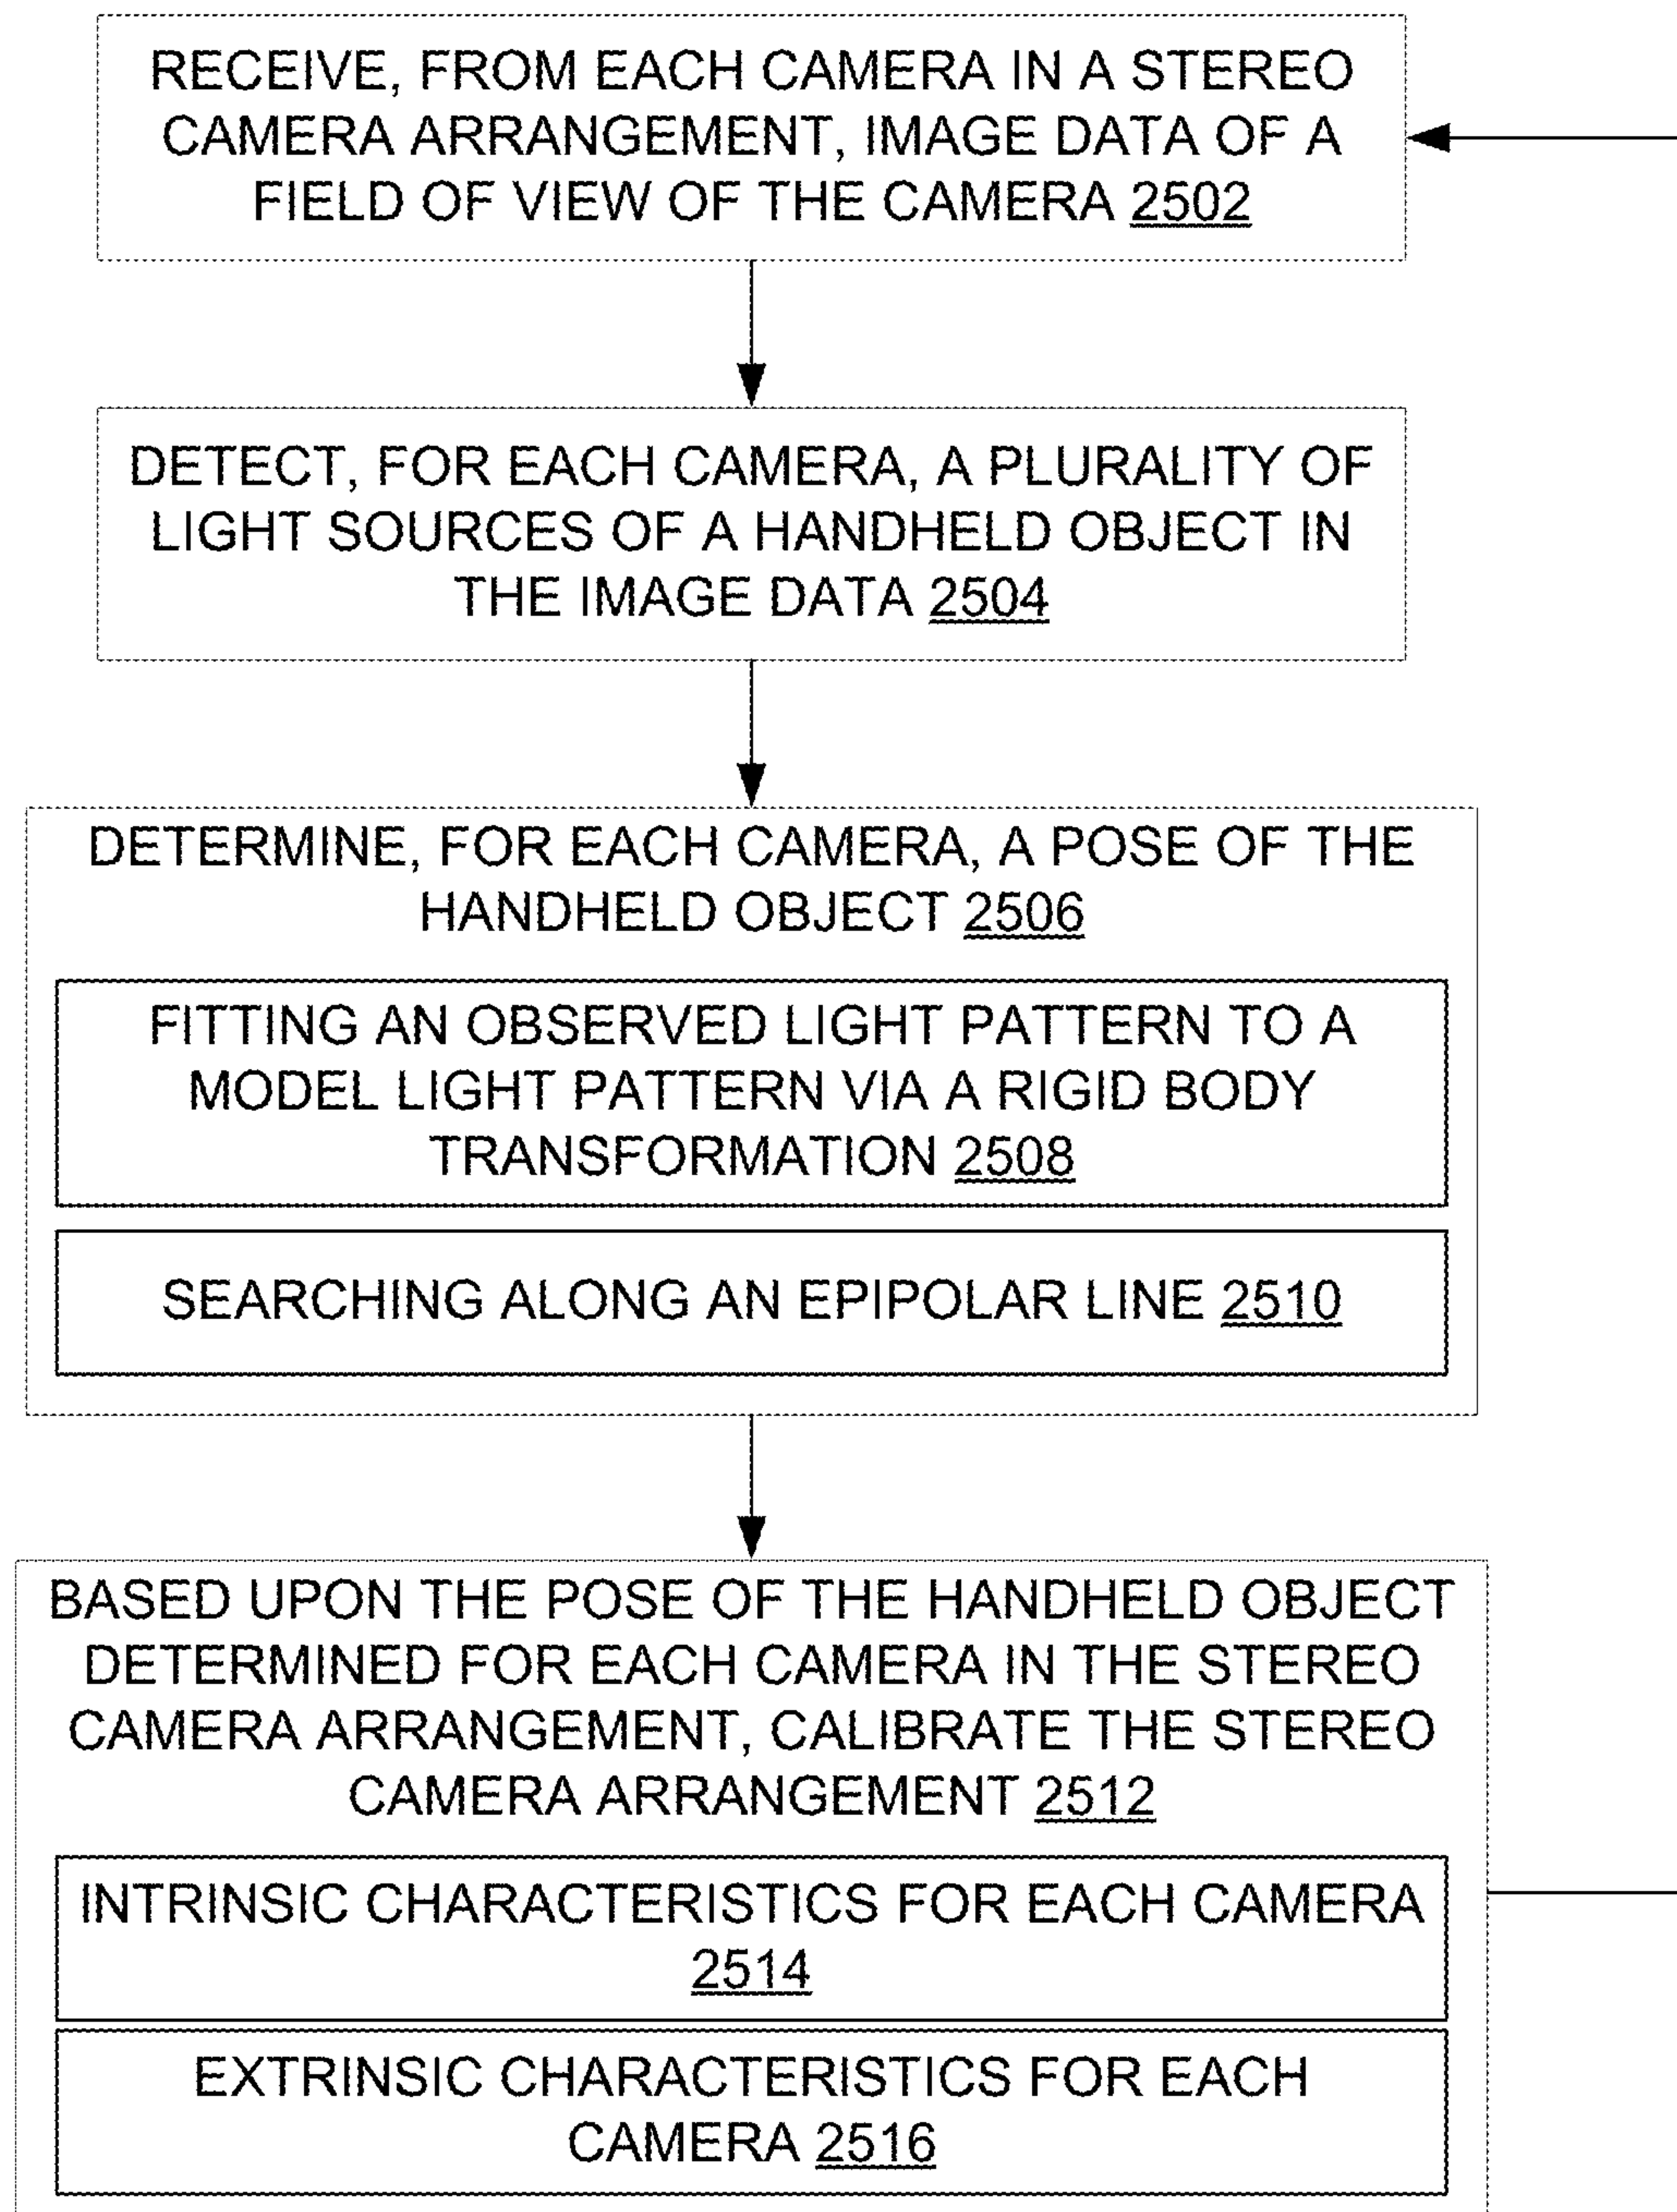 RECEIVE, FROM EACH CAMERA IN A STEREO
CAMERA ARRANGEMENT, IMAGE DATA OF A
FIELD OF VIEW OF THE CAMERA 2502
DETECT, FOR EACH CAMERA, A PLURALITY OF
LIGHT SOURCES OF A HANDHELD OBJECT IN
THE IMAGE DATA 2504
DETERMINE, FOR EACH CAMERA, A POSE OF THE
HANDHELD OBJECT 2506
FITTING AN OBSERVED LIGHT PATTERN TO A
MODEL LIGHT PATTERN VIA A RIGID BODY
TRANSFORMATION 2508
SEARCHING ALONG AN EPIPOLAR LINE 2510
BASED UPON THE POSE OF THE HANDHELD OBJECT
DETERMINED FOR EACH CAMERA IN THE STEREO
CAMERA ARRANGEMENT, CALIBRATE THE STEREO
CAMERA ARRANGEMENT 2512
INTRINSIC CHARACTERISTICS FOR EACH CAMERA
2514
EXTRINSIC CHARACTERISTICS FOR EACH
CAMERA 2516